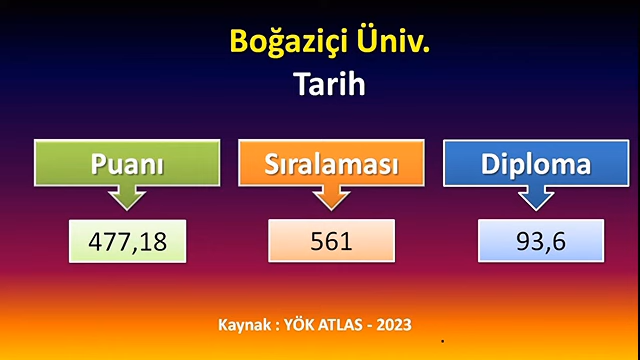 Boğaziçi Üniv.
Tarih
Puanı
Sıralaması
Diploma
477,18
561
93,6
Kaynak : YÖK ATLAS - 2023